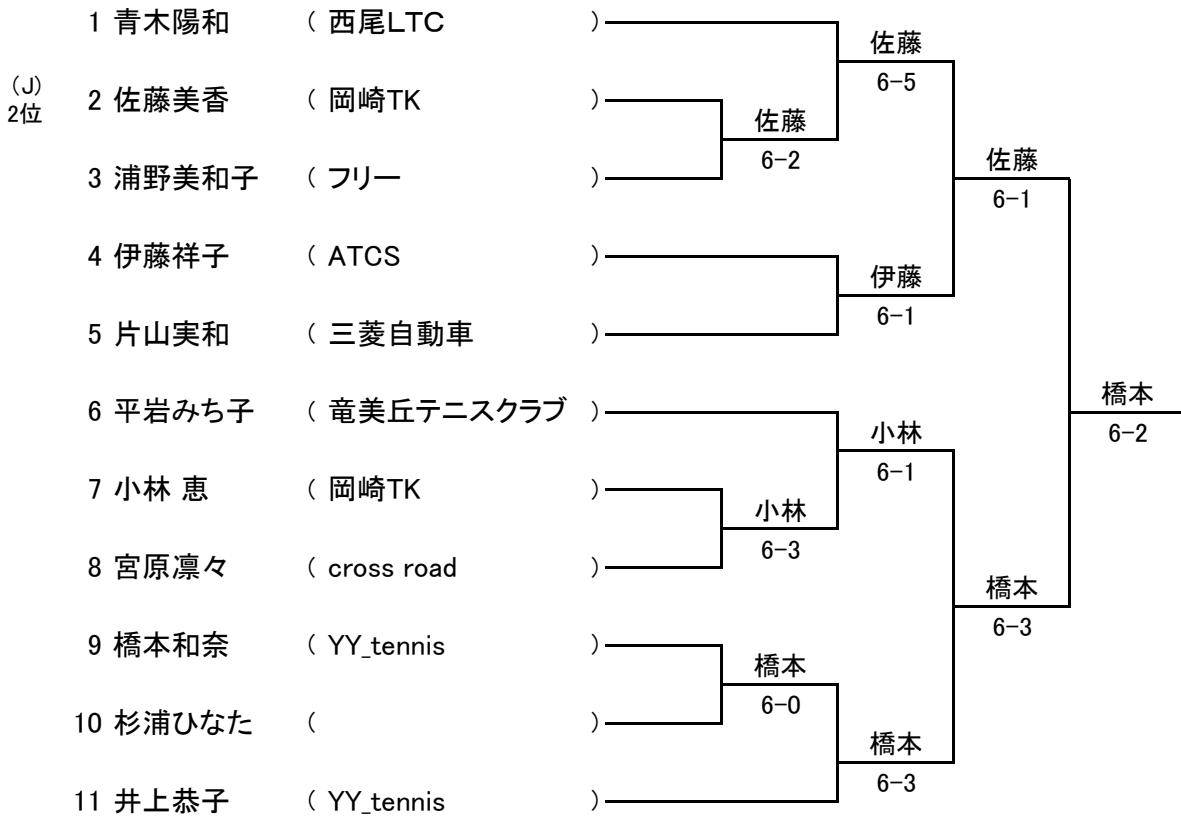 1 青木陽和 ( 西尾LTC )
佐藤
6-5
(J)
2位
2 佐藤美香 ( 岡崎TK )
佐藤
6-2
佐藤
6-1
3 浦野美和子 ( フリー )
4 伊藤祥子 ( ATCS )
伊藤
6-1
5 片山実和 ( 三菱自動車 )
橋本
6-2
6 平岩みち子 ( 竜美丘テニスクラブ )
小林
6-1
7 小林 恵 ( 岡崎TK )
小林
6-3
8 宮原凛々 ( cross road )
橋本
6-3
9 橋本和奈 ( YY_tennis )
橋本
6-0
10 杉浦ひなた ( )
橋本
6-3
11 井上恭子 ( YY_tennis )